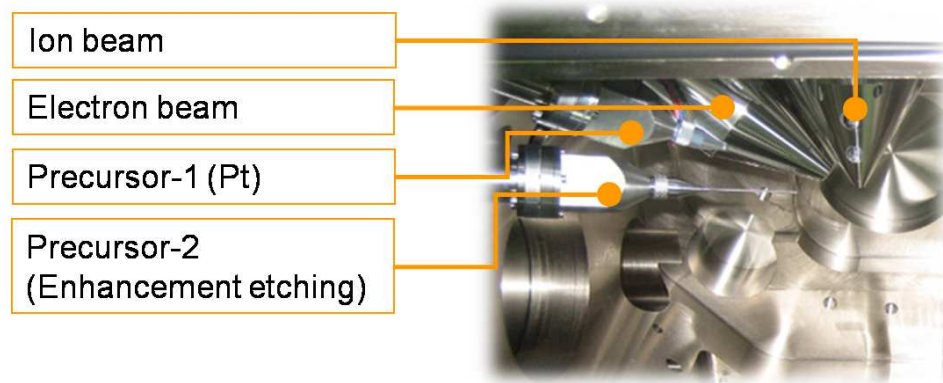 Ion beam
Electron beam
Precursor-1 (Pt)
Precursor-2
(Enhancement etching)